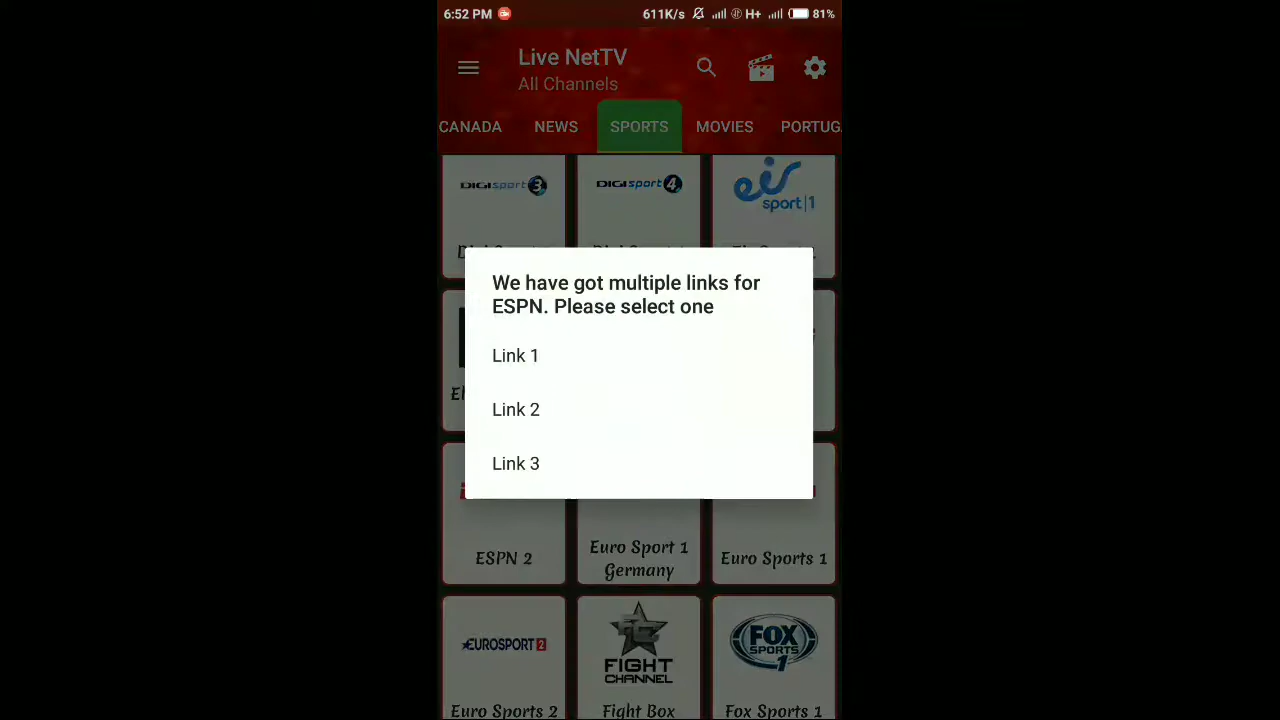 6:52 PM 611K/s H+ 81%
Live NetTV
All Channels
CANADA NEWS SPORTS MOVIES PORTUG
DIGI sport 3 DIGI sport 4 eir sport|1
We have got multiple links for
ESPN. Please select one
Link 1
Link 2
Link 3
ESPN 2 Euro Sport 1 Germany Euro Sports 1
EUROSPORT 2 FC FIGHT CHANNEL FOX SPORTS 1
Euro Sports 2 Fight Box Fox Sports 1